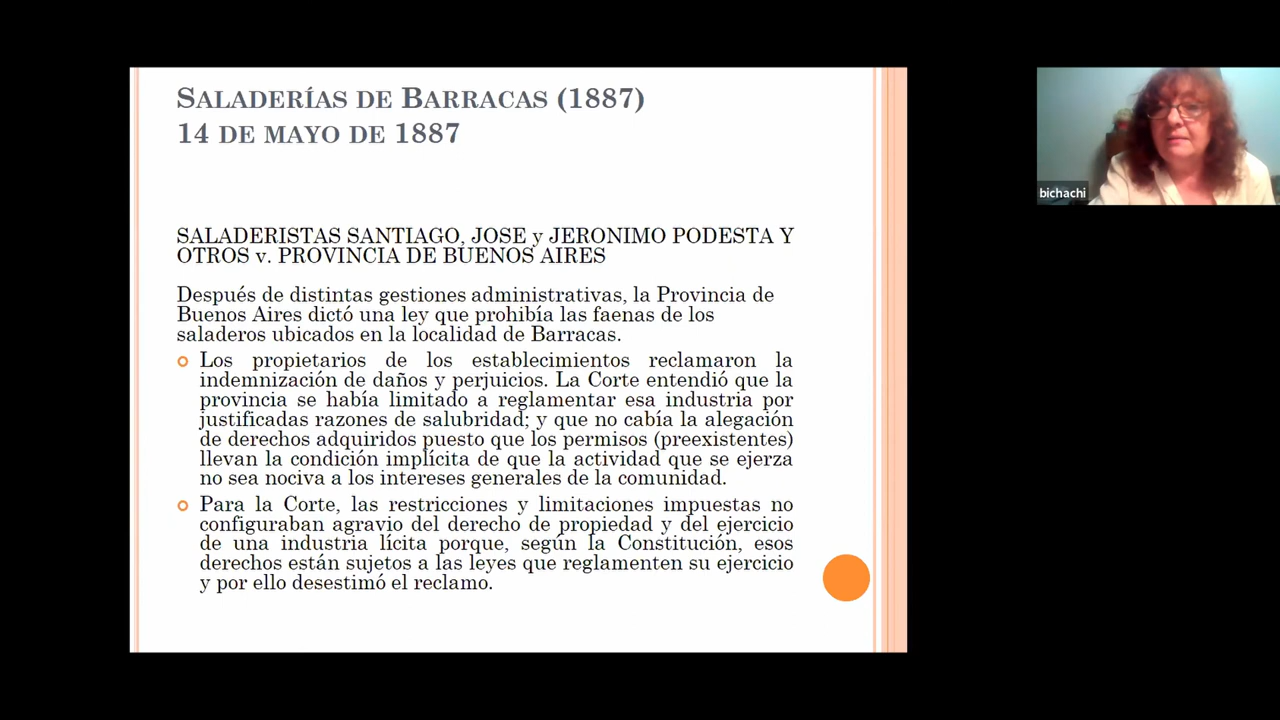 SALADERÍAS DE BARRACAS (1887)
14 DE MAYO DE 1887
SALADERISTAS SANTIAGO, JOSE y JERONIMO PODESTA Y
OTROS v. PROVINCIA DE BUENOS AIRES
Después de distintas gestiones administrativas, la Provincia de
Buenos Aires dictó una ley que prohibía las faenas de los
saladeros ubicados en la localidad de Barracas.
Los propietarios de los establecimientos reclamaron la
indemnización de daños y perjuicios. La Corte entendió que la
provincia se había limitado a reglamentar esa industria por
justificadas razones de salubridad; y que no cabía la alegación
de derechos adquiridos puesto que los permisos (preexistentes)
llevan la condición implícita de que la actividad que se ejerza
no sea nociva a los intereses generales de la comunidad.
Para la Corte, las restricciones y limitaciones impuestas no
configuraban agravio del derecho de propiedad y del ejercicio
de una industria lícita porque, según la Constitución, esos
derechos están sujetos a las leyes que reglamenten su ejercicio
y por ello desestimó el reclamo.
bichachi